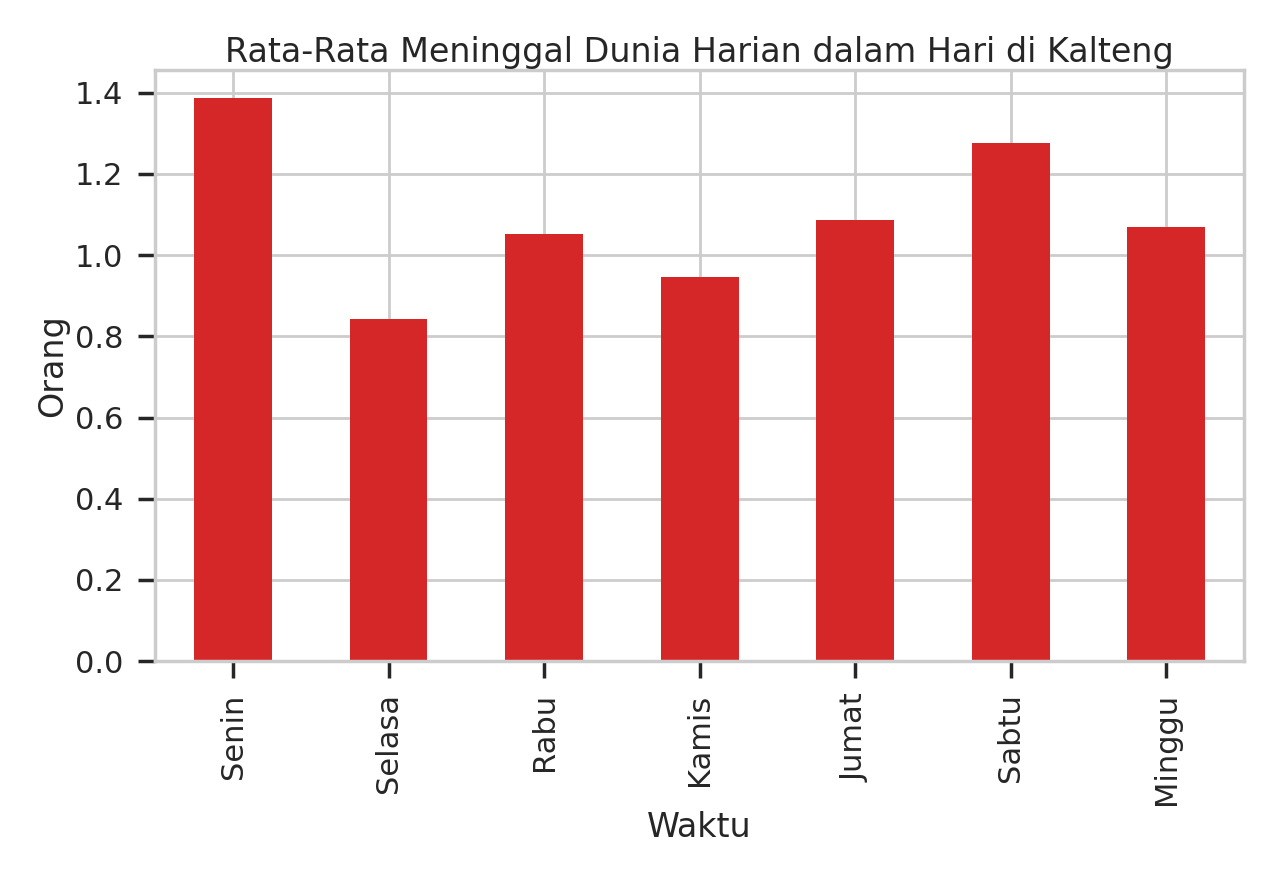 Rata-Rata Meninggal Dunia Harian dalam Hari di Kalteng
1.4
1.2
1.0
0.8
0.6
0.4
0.2
0.0
Orang
Senin
Selasa
Rabu
Kamis
Jumat
Sabtu
Minggu
Waktu